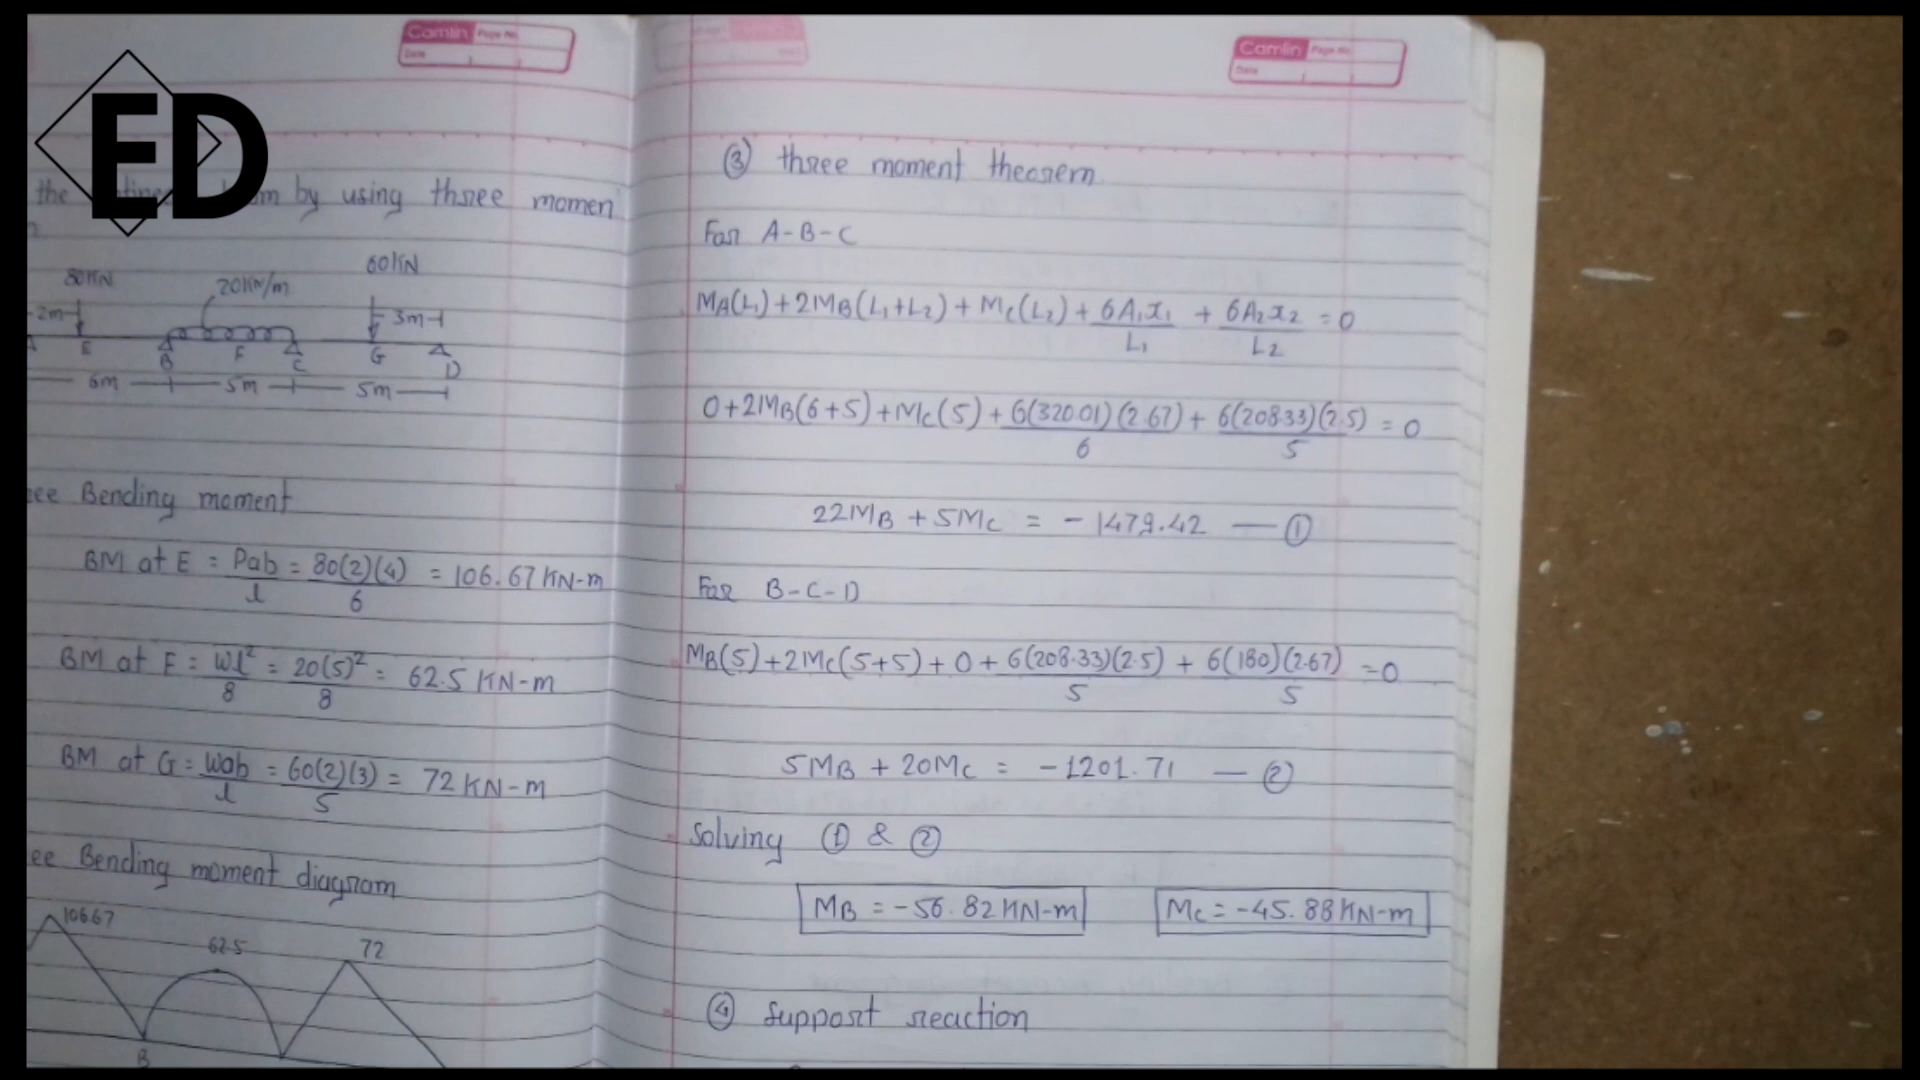 Camlin Page No.
Date
Camlin Page No.
Date
ED
the beam by using three momen
80KN
20KN/m
60KN
2m
3m
E
B
F
C
G
D
6m
5m
5m
Bending moment
BM at E = Pab/l = 80(2)(4)/6 = 106.67 KN-m
BM at F = Wl²/8 = 20(5)²/8 = 62.5 KN-m
BM at G = Wab/l = 60(2)(3)/5 = 72 KN-m
ee Bending moment diagram
106.67
62.5
72
B
③ three moment theorem
For A-B-C
MA(L1) + 2MB(L1+L2) + Mc(L2) + 6A1x1/L1 + 6A2x2/L2 = 0
0+2MB(6+5)+Mc(5)+6(320.01)(2.67)/6 + 6(208.33)(2.5)/5 = 0
22MB + 5Mc = -1479.42 — ①
For B-C-D
MB(5)+2Mc(5+5)+0+6(208.33)(2.5)/5 + 6(180)(2.67)/5 = 0
5MB + 20Mc = -1201.71 — ②
Solving ① & ②
MB = -56.82 KN-m
Mc = -45.88 KN-m
④ Support reaction